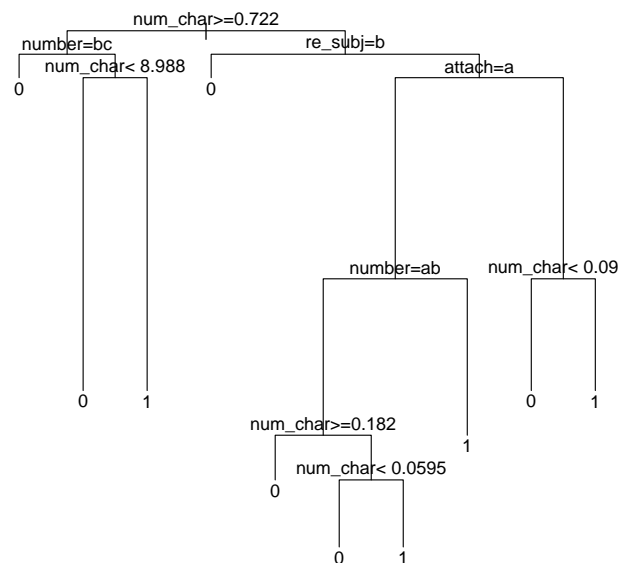 num_char>=0.722
number=bc
re_subj=b
num_char< 8.988
attach=a
0
0
number=ab
num_char< 0.09
0
1
0
1
num_char>=0.182
1
num_char< 0.0595
0
0
1